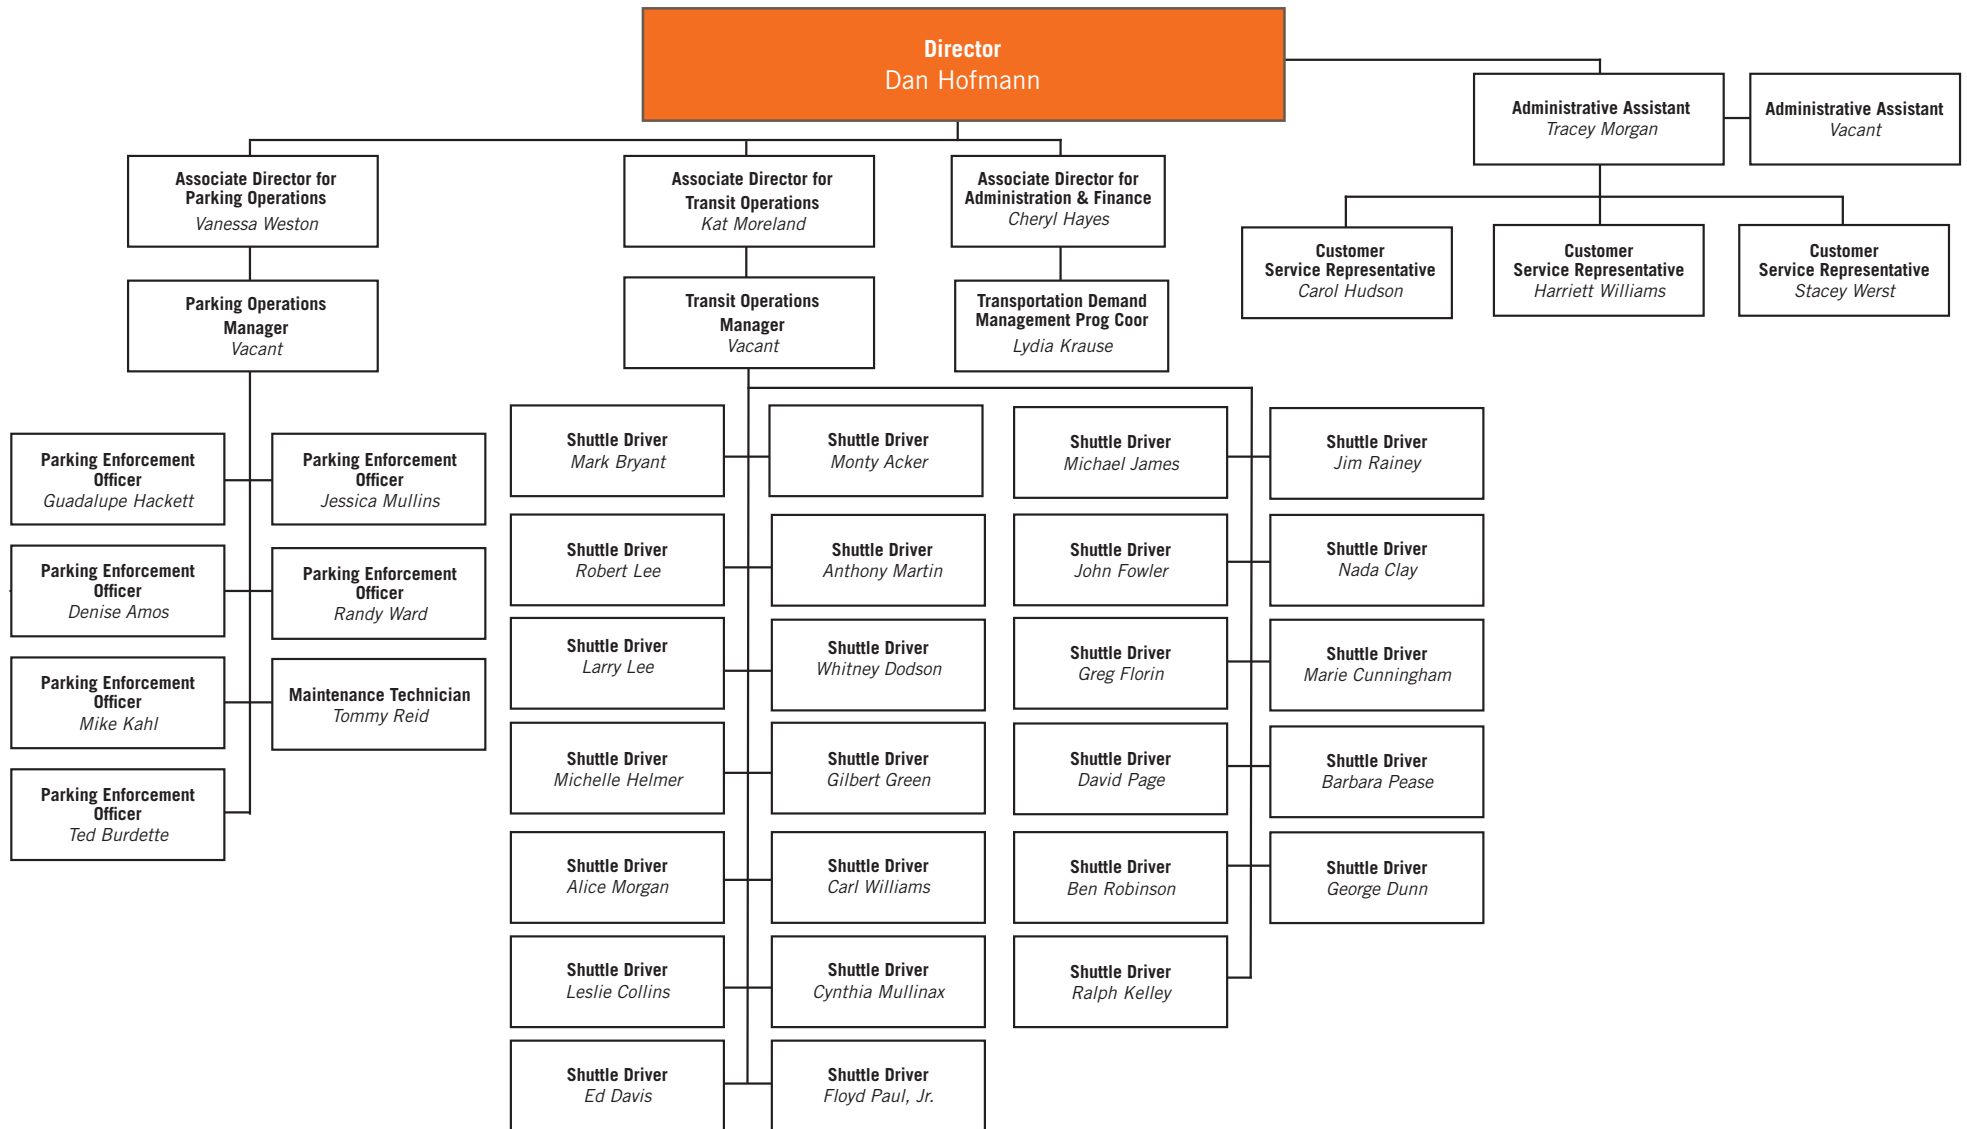 Director
Dan Hofmann
Administrative Assistant
Tracey Morgan
Administrative Assistant
Vacant
Associate Director for
Parking Operations
Vanessa Weston
Associate Director for
Transit Operations
Kat Moreland
Associate Director for
Administration & Finance
Cheryl Hayes
Customer
Service Representative
Carol Hudson
Customer
Service Representative
Harriett Williams
Customer
Service Representative
Stacey Werst
Parking Operations
Manager
Vacant
Transit Operations
Manager
Vacant
Transportation Demand
Management Prog Coor
Lydia Krause
Parking Enforcement
Officer
Guadalupe Hackett
Parking Enforcement
Officer
Jessica Mullins
Parking Enforcement
Officer
Denise Amos
Parking Enforcement
Officer
Randy Ward
Parking Enforcement
Officer
Mike Kahl
Maintenance Technician
Tommy Reid
Parking Enforcement
Officer
Ted Burdette
Shuttle Driver
Mark Bryant
Shuttle Driver
Monty Acker
Shuttle Driver
Robert Lee
Shuttle Driver
Anthony Martin
Shuttle Driver
Larry Lee
Shuttle Driver
Whitney Dodson
Shuttle Driver
Michelle Helmer
Shuttle Driver
Gilbert Green
Shuttle Driver
Alice Morgan
Shuttle Driver
Carl Williams
Shuttle Driver
Leslie Collins
Shuttle Driver
Cynthia Mullinax
Shuttle Driver
Ed Davis
Shuttle Driver
Floyd Paul, Jr.
Shuttle Driver
Michael James
Shuttle Driver
Jim Rainey
Shuttle Driver
John Fowler
Shuttle Driver
Nada Clay
Shuttle Driver
Greg Florin
Shuttle Driver
Marie Cunningham
Shuttle Driver
David Page
Shuttle Driver
Barbara Pease
Shuttle Driver
Ben Robinson
Shuttle Driver
George Dunn
Shuttle Driver
Ralph Kelley